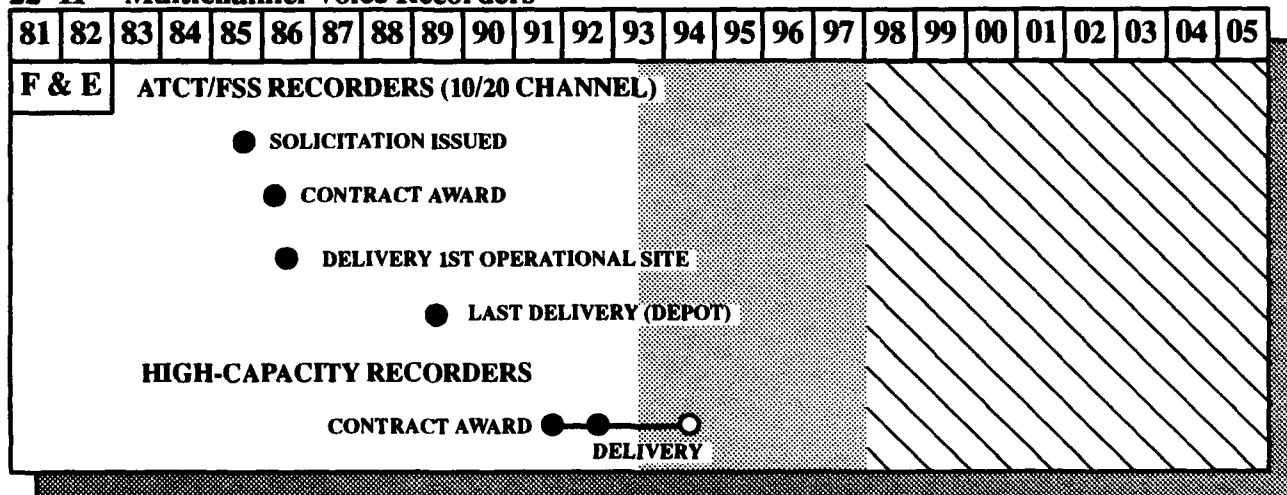 81 82 83 84 85 86 87 88 89 90 91 92 93 94 95 96 97 98 99 00 01 02 03 04 05
F & E ATCT/FSS RECORDERS (10/20 CHANNEL)
SOLICITATION ISSUED
CONTRACT AWARD
DELIVERY 1ST OPERATIONAL SITE
LAST DELIVERY (DEPOT)
HIGH-CAPACITY RECORDERS
CONTRACT AWARD
DELIVERY